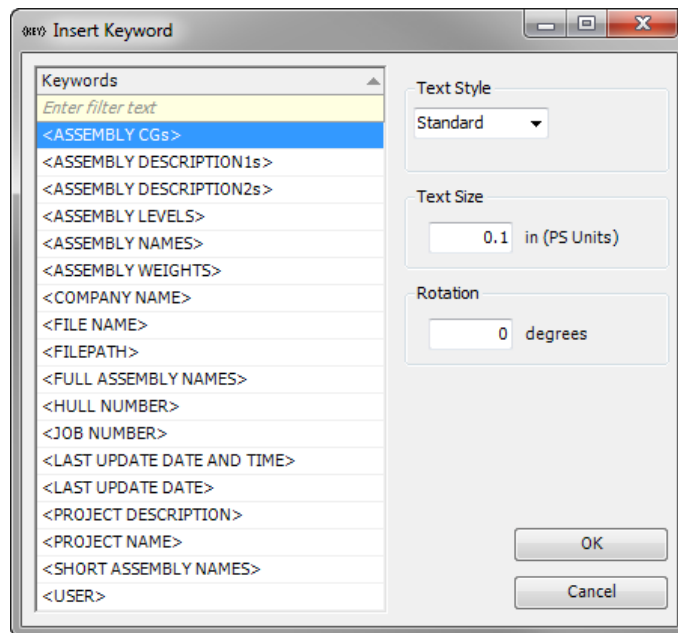 Insert Keyword
Keywords
Enter filter text
<ASSEMBLY CGs>
<ASSEMBLY DESCRIPTION1s>
<ASSEMBLY DESCRIPTION2s>
<ASSEMBLY LEVELS>
<ASSEMBLY NAMES>
<ASSEMBLY WEIGHTS>
<COMPANY NAME>
<FILE NAME>
<FILEPATH>
<FULL ASSEMBLY NAMES>
<HULL NUMBER>
<JOB NUMBER>
<LAST UPDATE DATE AND TIME>
<LAST UPDATE DATE>
<PROJECT DESCRIPTION>
<PROJECT NAME>
<SHORT ASSEMBLY NAMES>
<USER>
Text Style
Standard
Text Size
0.1 in (PS Units)
Rotation
0 degrees
OK
Cancel